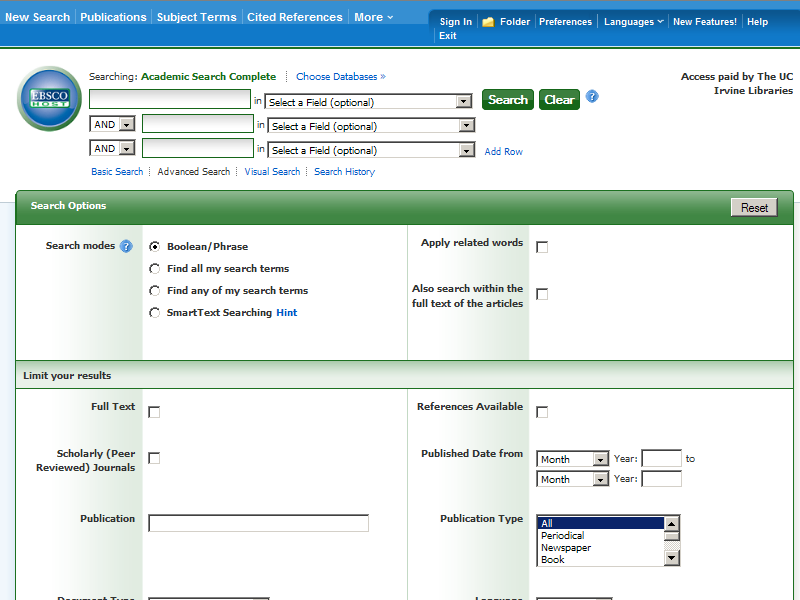 New Search Publications Subject Terms Cited References More
Sign In Folder Preferences Languages New Features! Help
Exit
EBSCO
HOST
Searching: Academic Search Complete Choose Databases »
Access paid by The UC
Irvine Libraries
in Select a Field (optional) Search Clear ?
AND in Select a Field (optional)
AND in Select a Field (optional) Add Row
Basic Search Advanced Search Visual Search Search History
Search Options Reset
Search modes ? Boolean/Phrase
Find all my search terms
Find any of my search terms
SmartText Searching Hint
Apply related words
Also search within the
full text of the articles
Limit your results
Full Text References Available
Scholarly (Peer
Reviewed) Journals
Published Date from Month Year: to
Month Year:
Publication Publication Type All
Periodical
Newspaper
Book
Document Type Language